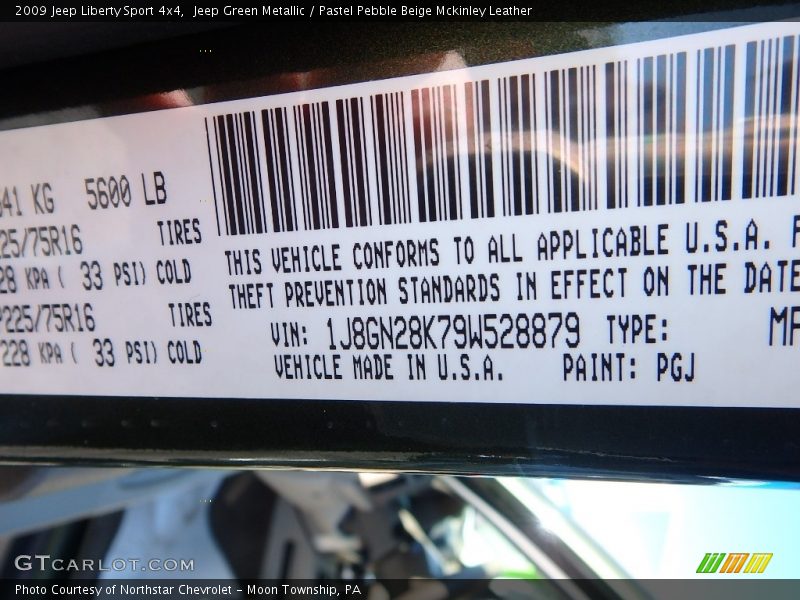 2009 Jeep Liberty Sport 4x4, Jeep Green Metallic / Pastel Pebble Beige Mckinley Leather
641 KG 5600 LB
225/75R16 TIRES
228 KPA ( 33 PSI) COLD
P225/75R16 TIRES
228 KPA ( 33 PSI) COLD
THIS VEHICLE CONFORMS TO ALL APPLICABLE U.S.A. F
THEFT PREVENTION STANDARDS IN EFFECT ON THE DATE
VIN: 1J8GN28K79W528879 TYPE: MP
VEHICLE MADE IN U.S.A. PAINT: PGJ
GTCARLOT.COM
Photo Courtesy of Northstar Chevrolet - Moon Township, PA